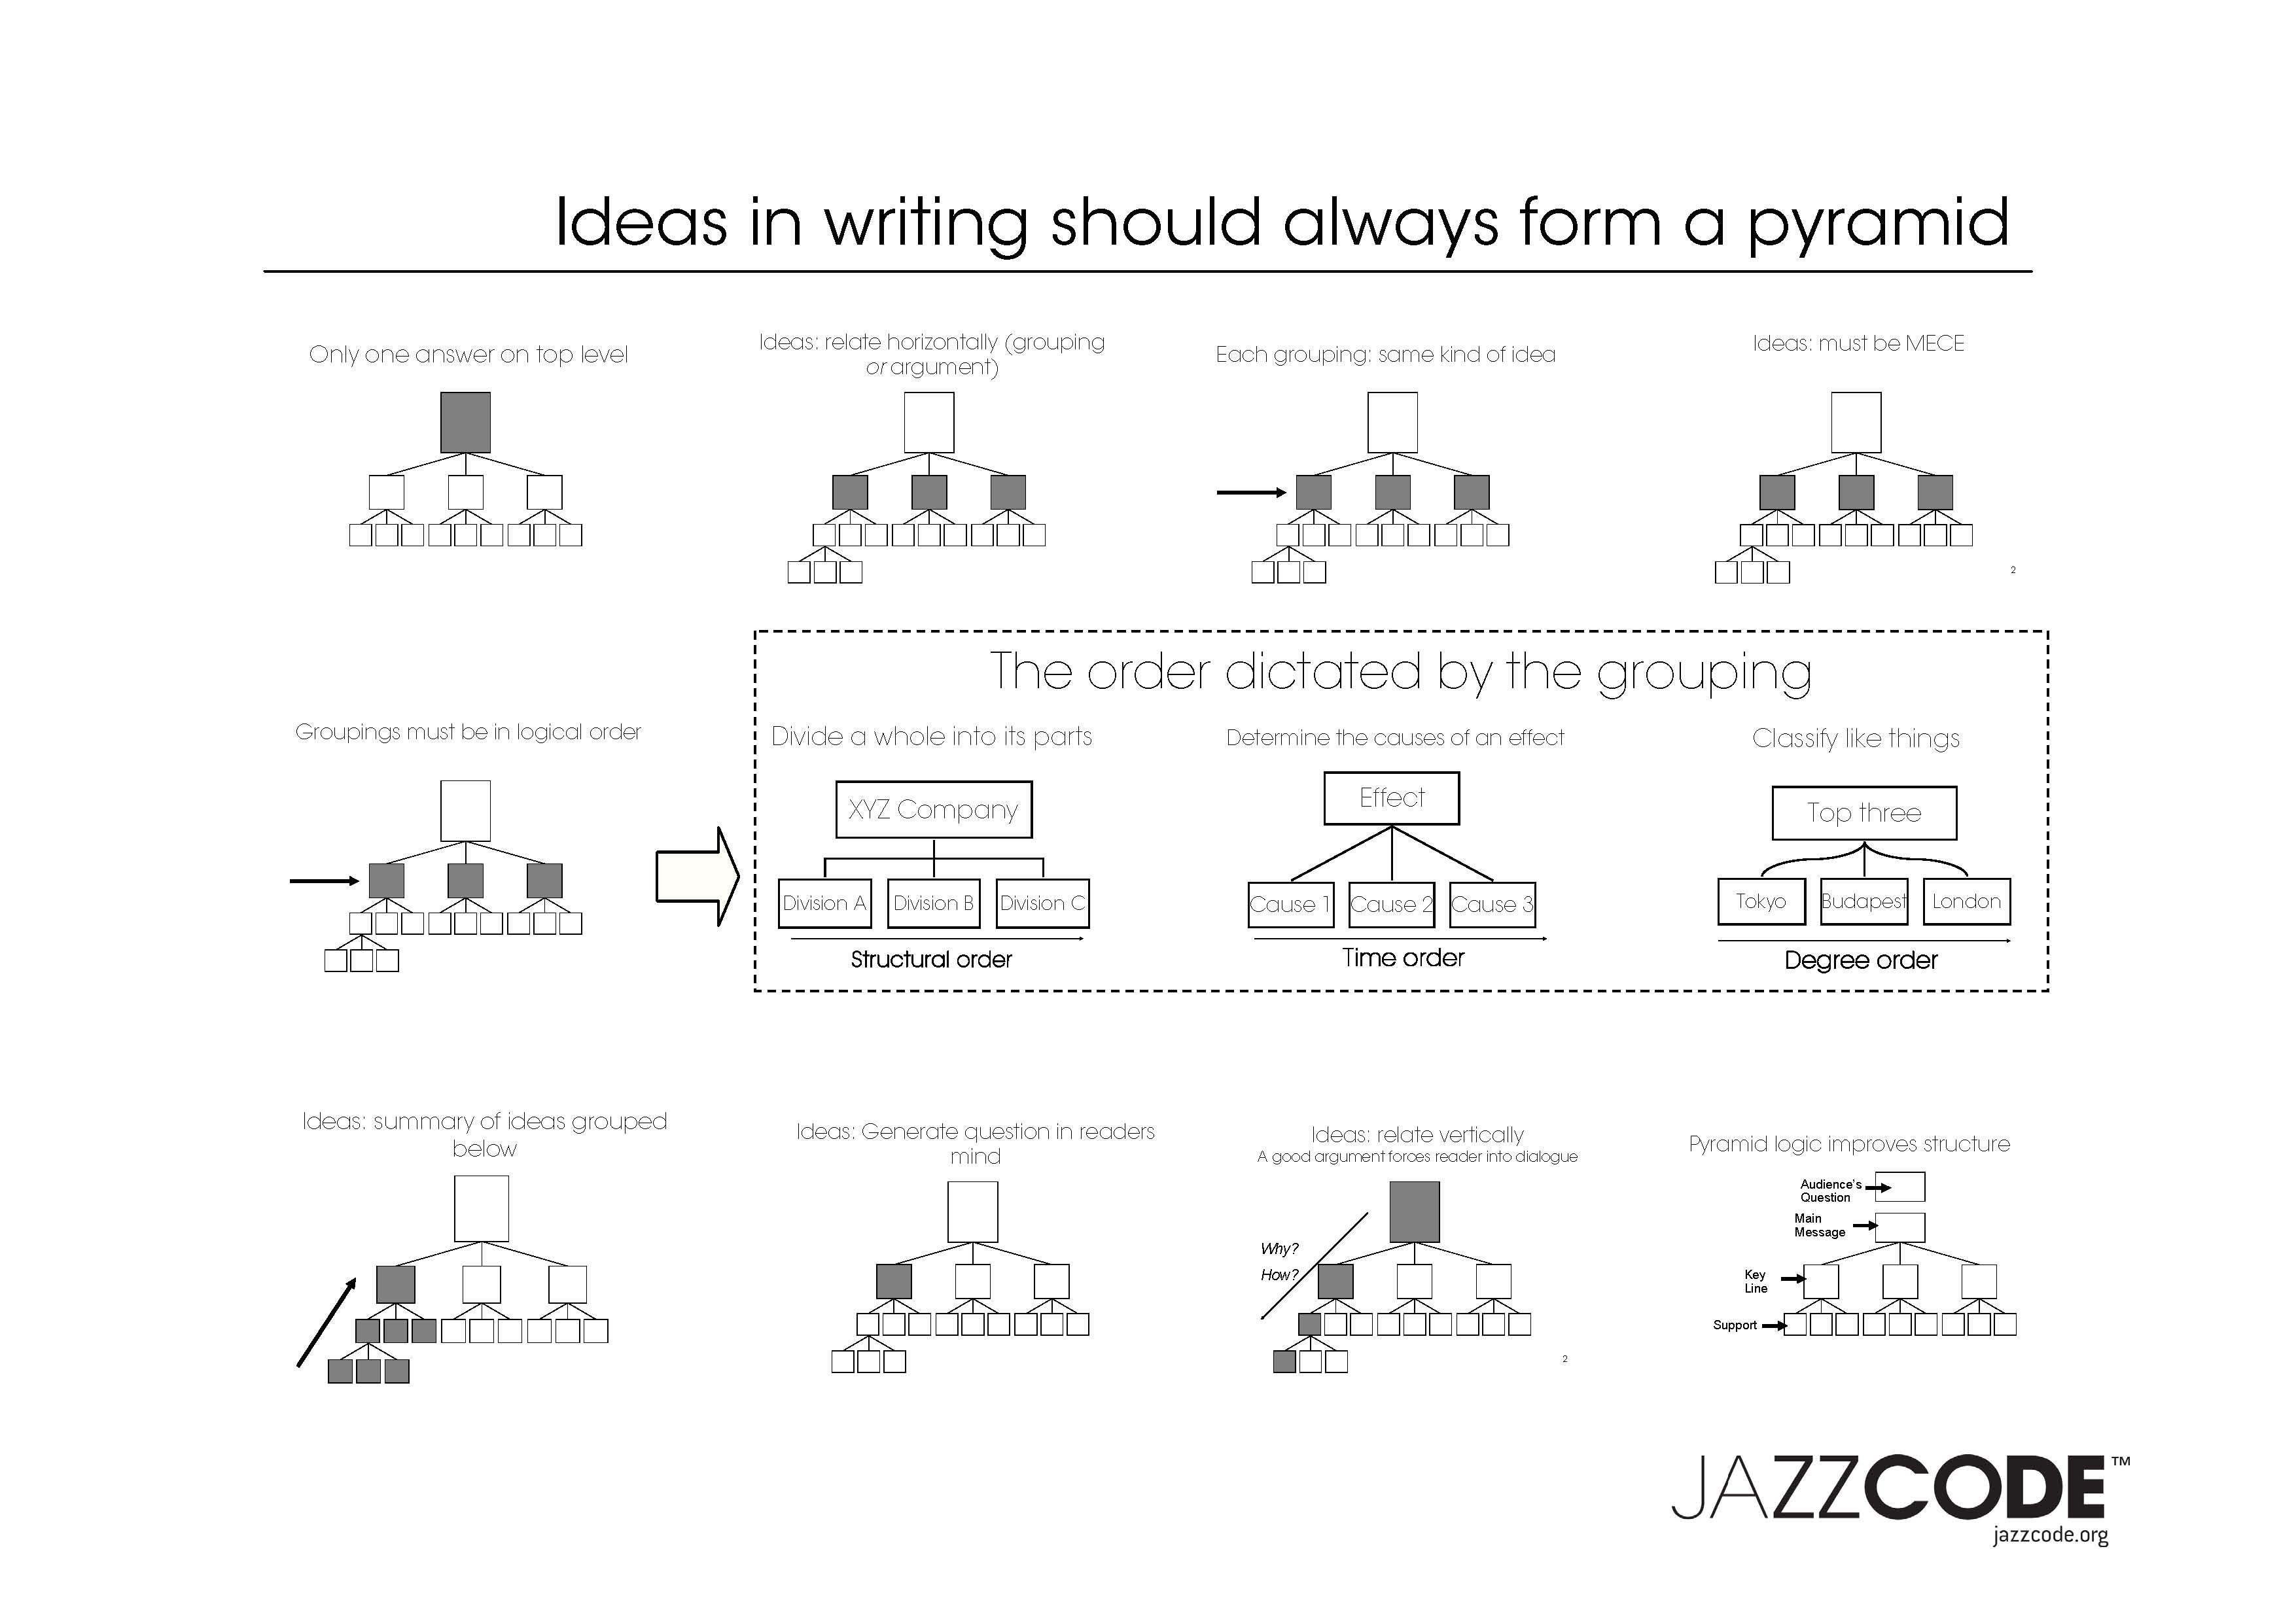 Ideas in writing should always form a pyramid
Only one answer on top level
Ideas: relate horizontally (grouping
or argument)
Each grouping: same kind of idea
Ideas: must be MECE
2
The order dictated by the grouping
Groupings must be in logical order
Divide a whole into its parts
XYZ Company
Division A
Division B
Division C
Structural order
Determine the causes of an effect
Effect
Cause 1
Cause 2
Cause 3
Time order
Classify like things
Top three
Tokyo
Budapest
London
Degree order
Ideas: summary of ideas grouped
below
Ideas: Generate question in readers
mind
Ideas: relate vertically
A good argument forces reader into dialogue
Why?
How?
2
Pyramid logic improves structure
Audience's
Question
Main
Message
Key
Line
Support
JAZZCODE™
jazzcode.org